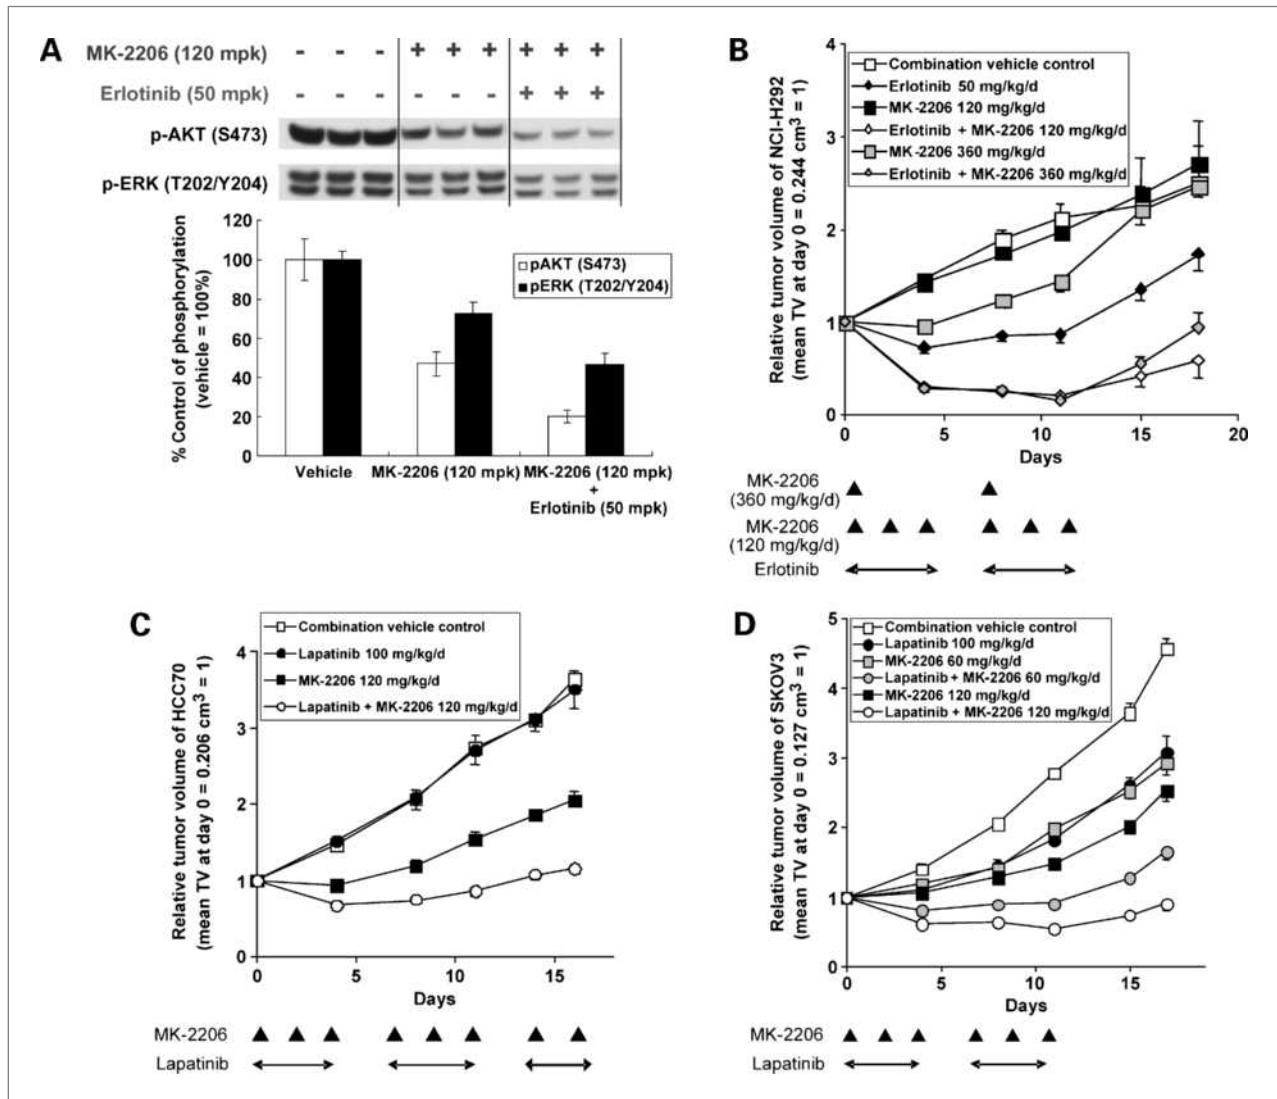 A
MK-2206 (120 mpk) - - - + + + + + +
Erlotinib (50 mpk) - - - - - - + + +
p-AKT (S473)
p-ERK (T202/Y204)
% Control of phosphorylation
(vehicle = 100%)
120
100
80
60
40
20
0
pAKT (S473)
pERK (T202/Y204)
Vehicle
MK-2206 (120 mpk)
MK-2206 (120 mpk)
+
Erlotinib (50 mpk)
B
Relative tumor volume of NCI-H292
(mean TV at day 0 = 0.244 cm³ = 1)
4
3
2
1
0
Combination vehicle control
Erlotinib 50 mg/kg/d
MK-2206 120 mg/kg/d
Erlotinib + MK-2206 120 mg/kg/d
MK-2206 360 mg/kg/d
Erlotinib + MK-2206 360 mg/kg/d
0 5 10 15 20
Days
MK-2206
(360 mg/kg/d)
MK-2206
(120 mg/kg/d)
Erlotinib
C
Relative tumor volume of HCC70
(mean TV at day 0 = 0.206 cm³ = 1)
4
3
2
1
0
Combination vehicle control
Lapatinib 100 mg/kg/d
MK-2206 120 mg/kg/d
Lapatinib + MK-2206 120 mg/kg/d
0 5 10 15
Days
MK-2206
Lapatinib
D
Relative tumor volume of SKOV3
(mean TV at day 0 = 0.127 cm³ = 1)
5
4
3
2
1
0
Combination vehicle control
Lapatinib 100 mg/kg/d
MK-2206 60 mg/kg/d
Lapatinib + MK-2206 60 mg/kg/d
MK-2206 120 mg/kg/d
Lapatinib + MK-2206 120 mg/kg/d
0 5 10 15
Days
MK-2206
Lapatinib